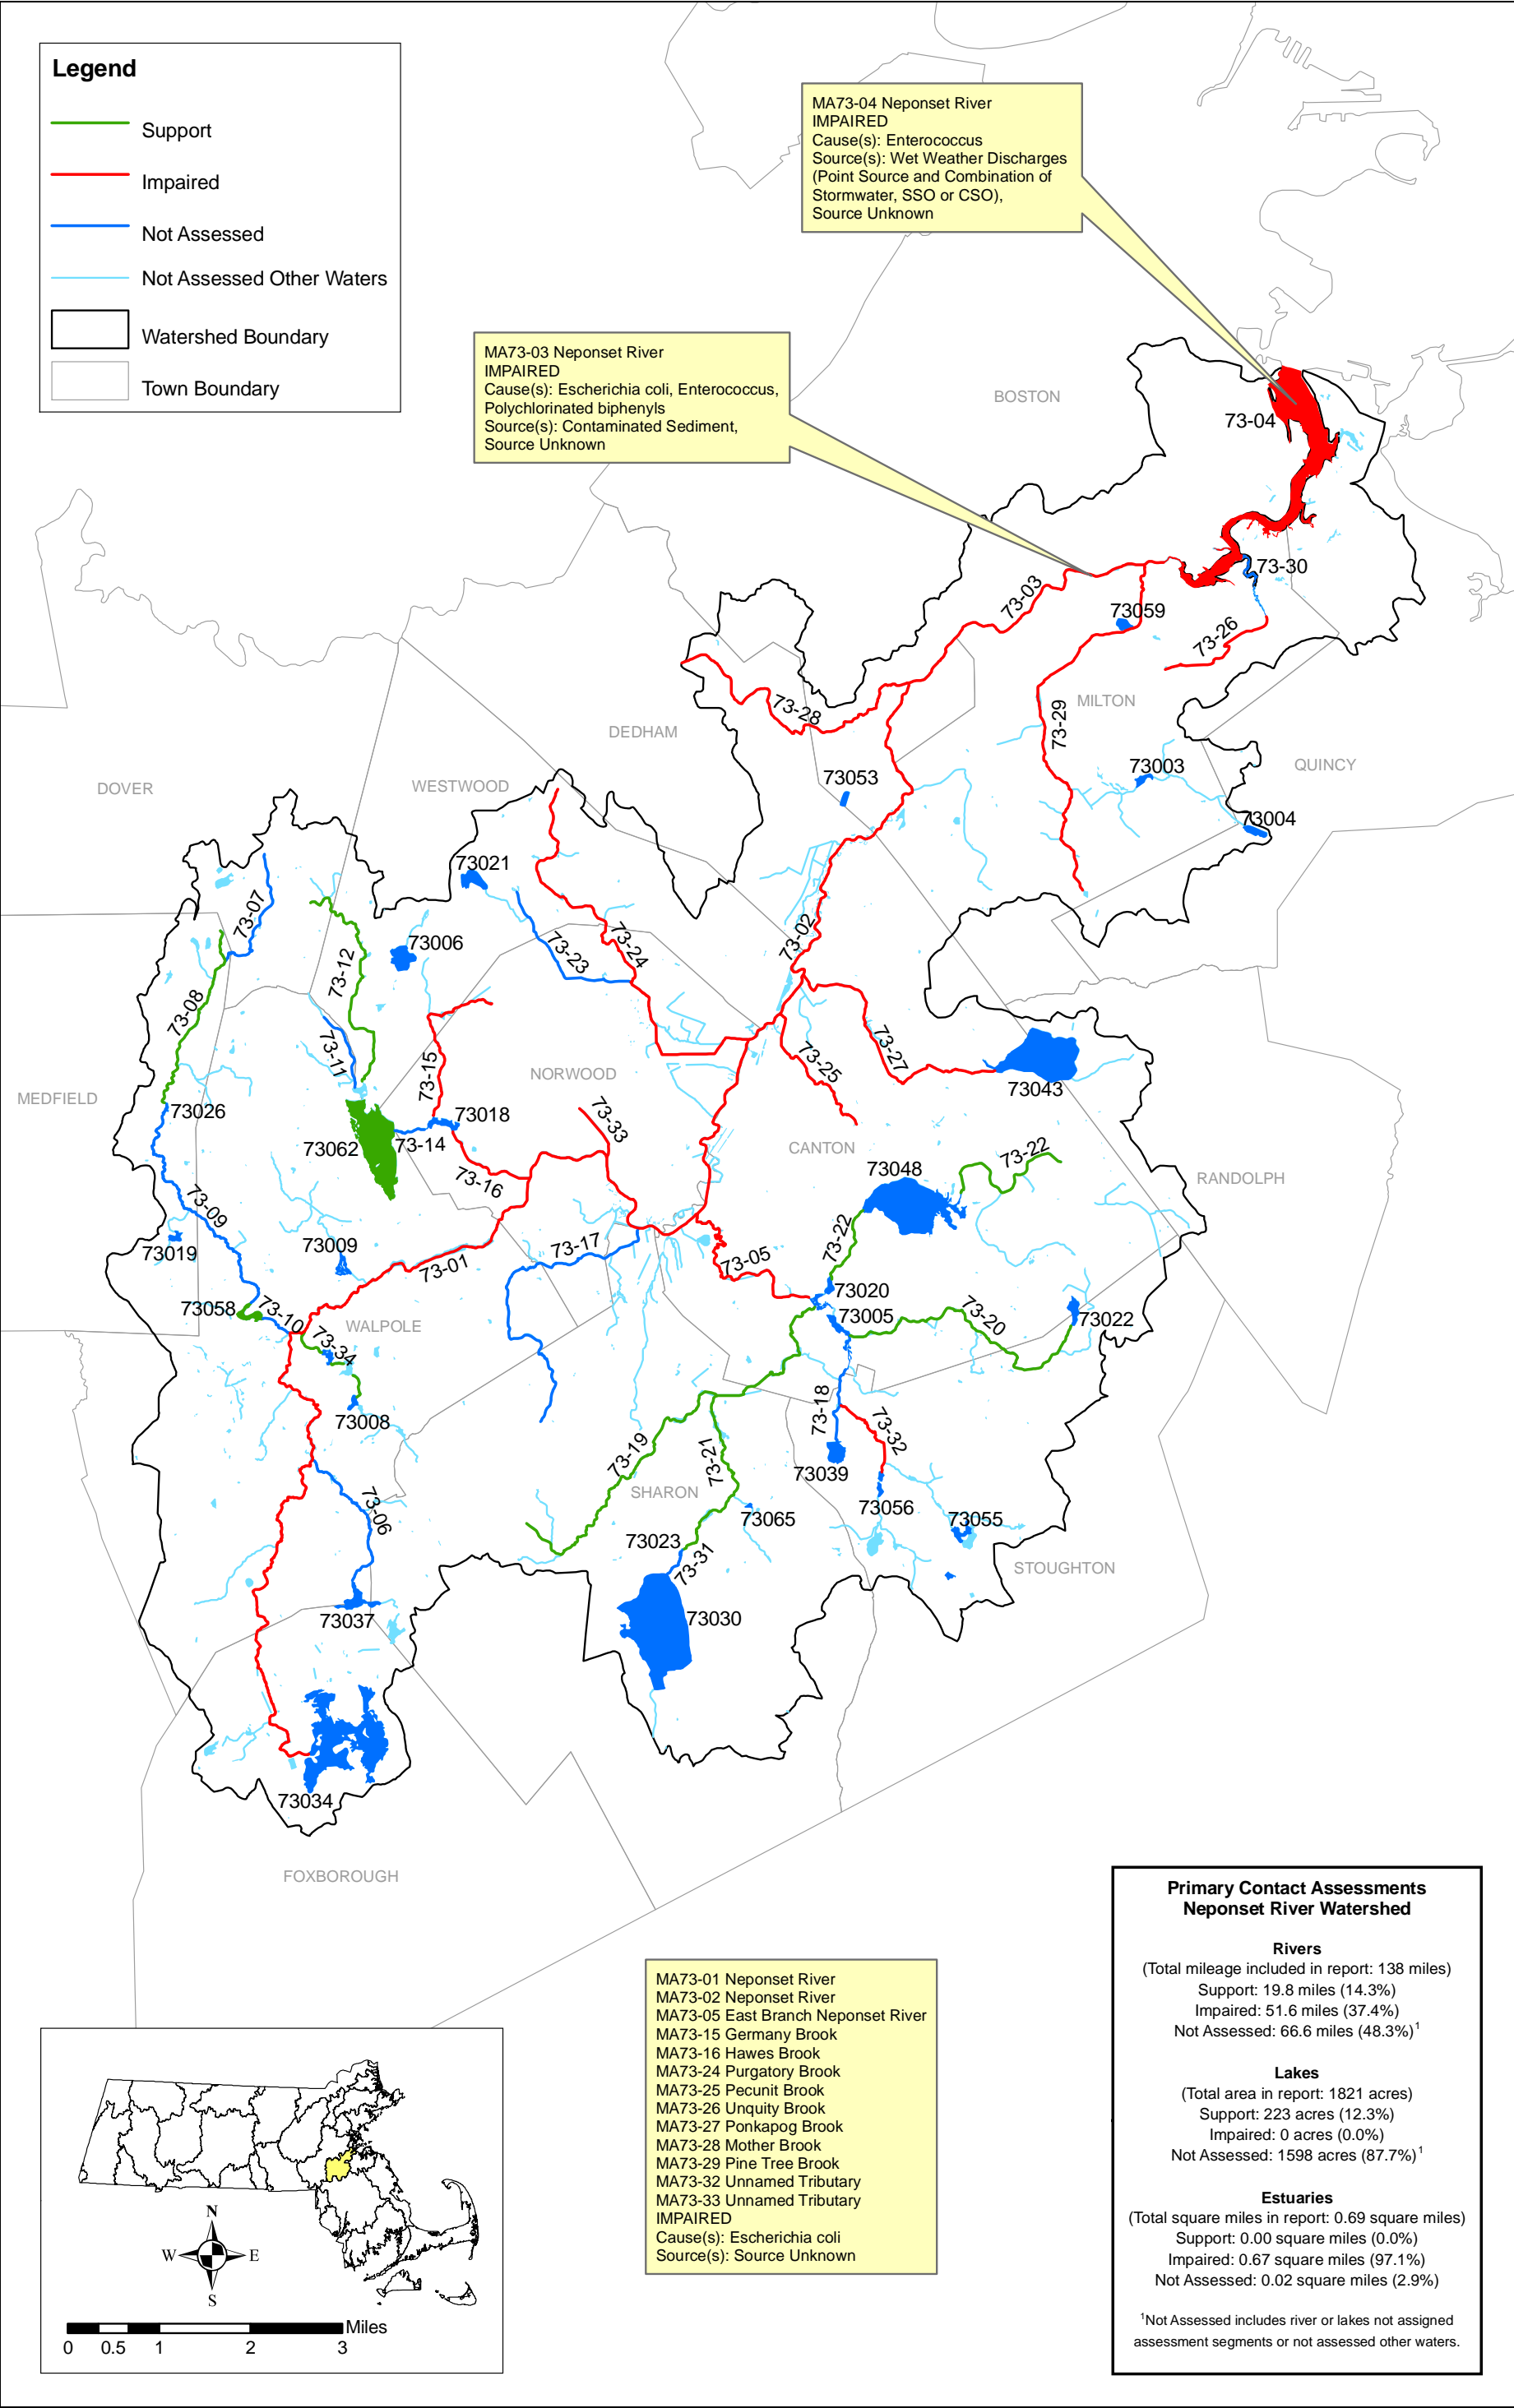 Legend
Support
Impaired
Not Assessed
Not Assessed Other Waters
Watershed Boundary
Town Boundary
MA73-04 Neponset River
IMPAIRED
Cause(s): Enterococcus
Source(s): Wet Weather Discharges
(Point Source and Combination of
Stormwater, SSO or CSO),
Source Unknown
MA73-03 Neponset River
IMPAIRED
Cause(s): Escherichia coli, Enterococcus,
Polychlorinated biphenyls
Source(s): Contaminated Sediment,
Source Unknown
BOSTON
73-04
73-30
73-03
73059
73-26
73-28
MILTON
73-29
DEDHAM
73003
QUINCY
73053
WESTWOOD
DOVER
73004
73021
73-07
73-24
73-02
73006
73-23
73-12
73-08
73-11
73-15
73-25
73-27
NORWOOD
73043
MEDFIELD
73026
73018
73-33
73062
73-14
CANTON
73-22
73048
73-16
RANDOLPH
73-09
73-22
73019
73009
73-17
73-01
73-05
73020
73058
73-10
73005
73-20
73022
WALPOLE
73-34
73008
73-18
73-32
73-19
73-21
73039
SHARON
73-06
73056
73065
73055
73023
73-31
STOUGHTON
73037
73030
73034
FOXBOROUGH
MA73-01 Neponset River
MA73-02 Neponset River
MA73-05 East Branch Neponset River
MA73-15 Germany Brook
MA73-16 Hawes Brook
MA73-24 Purgatory Brook
MA73-25 Pecunit Brook
MA73-26 Unquity Brook
MA73-27 Ponkapog Brook
MA73-28 Mother Brook
MA73-29 Pine Tree Brook
MA73-32 Unnamed Tributary
MA73-33 Unnamed Tributary
IMPAIRED
Cause(s): Escherichia coli
Source(s): Source Unknown
Primary Contact Assessments
Neponset River Watershed
Rivers
(Total mileage included in report: 138 miles)
Support: 19.8 miles (14.3%)
Impaired: 51.6 miles (37.4%)
Not Assessed: 66.6 miles (48.3%)¹
Lakes
(Total area in report: 1821 acres)
Support: 223 acres (12.3%)
Impaired: 0 acres (0.0%)
Not Assessed: 1598 acres (87.7%)¹
Estuaries
(Total square miles in report: 0.69 square miles)
Support: 0.00 square miles (0.0%)
Impaired: 0.67 square miles (97.1%)
Not Assessed: 0.02 square miles (2.9%)
¹Not Assessed includes river or lakes not assigned
assessment segments or not assessed other waters.
N
W E
S
Miles
0 0.5 1 2 3